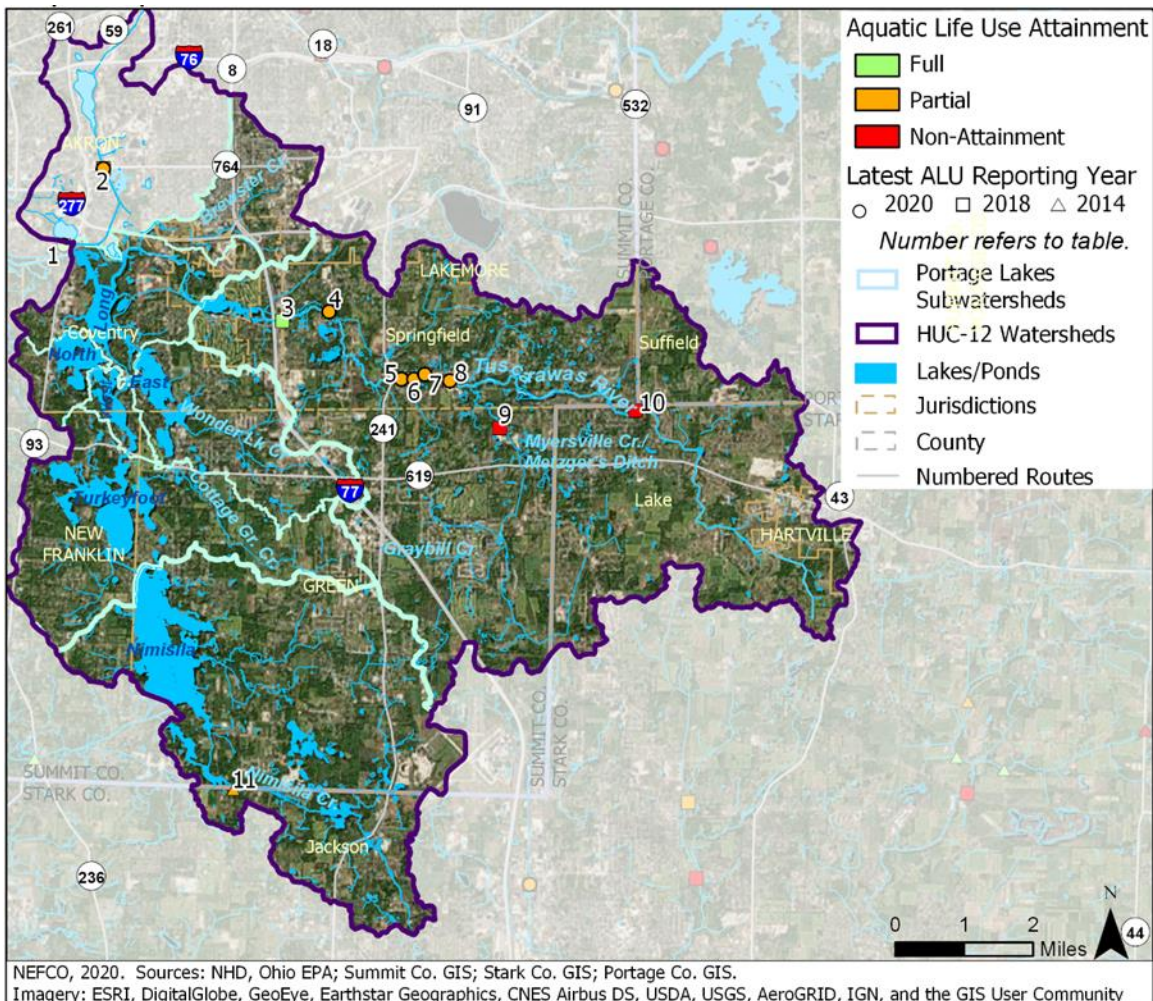 261
59
76
8
18
91
532
AKRON
2
764
Brewster Cr.
277
1
SUMMIT CO.
PORTAGE CO.
LAKEMORE
Long
Coventry
3
4
Springfield
Suffield
North
East
5
6
7
8
Tuscarawas River
9
10
Wonder Lk. C
241
93
Myersville Cr./
Metzger's Ditch
619
77
STARK
43
Turkeyfoot
Cottage Gr. Cr.
Lake
HARTVILLE
NEW
FRANKLIN
Graybill Cr.
GREEN
Nimisila
SUMMIT CO.
STARK CO.
SUMMIT CO.
STARK CO.
11
Nimisila Cr.
Jackson
236
44
Aquatic Life Use Attainment
Full
Partial
Non-Attainment
Latest ALU Reporting Year
2020 2018 2014
Number refers to table.
Portage Lakes
Subwatersheds
HUC-12 Watersheds
Lakes/Ponds
Jurisdictions
County
Numbered Routes
N
0 1 2
Miles
NEFCO, 2020. Sources: NHD, Ohio EPA; Summit Co. GIS; Stark Co. GIS; Portage Co. GIS.
Imagery: ESRI, DigitalGlobe, GeoEye, Earthstar Geographics, CNES Airbus DS, USDA, USGS, AeroGRID, IGN, and the GIS User Community